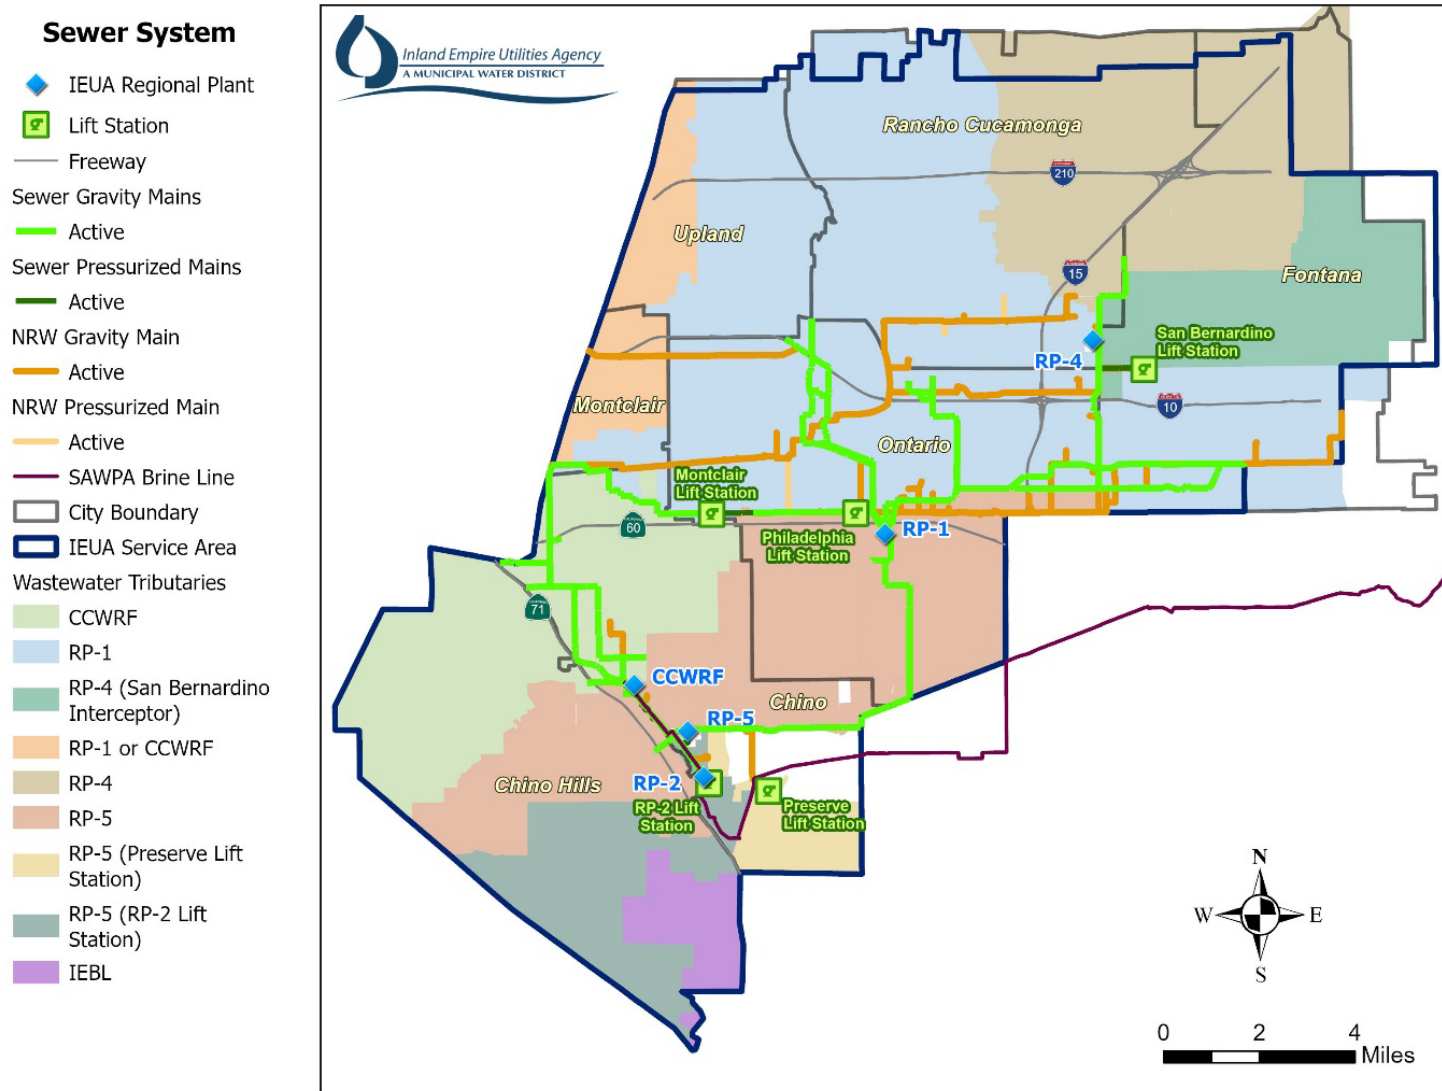 Sewer System
IEUA Regional Plant
Lift Station
Freeway
Sewer Gravity Mains
Active
Sewer Pressurized Mains
Active
NRW Gravity Main
Active
NRW Pressurized Main
Active
SAWPA Brine Line
City Boundary
IEUA Service Area
Wastewater Tributaries
CCWRF
RP-1
RP-4 (San Bernardino
Interceptor)
RP-1 or CCWRF
RP-4
RP-5
RP-5 (Preserve Lift
Station)
RP-5 (RP-2 Lift
Station)
IEBL
Inland Empire Utilities Agency
A MUNICIPAL WATER DISTRICT
Rancho Cucamonga
210
Upland
15
Fontana
San Bernardino
Lift Station
RP-4
Montclair
10
Ontario
Montclair
Lift Station
60
Philadelphia
Lift Station
RP-1
71
CCWRF
Chino
RP-5
Chino Hills
RP-2
RP-2 Lift
Station
Preserve
Lift Station
N
W
E
S
0
2
4
Miles